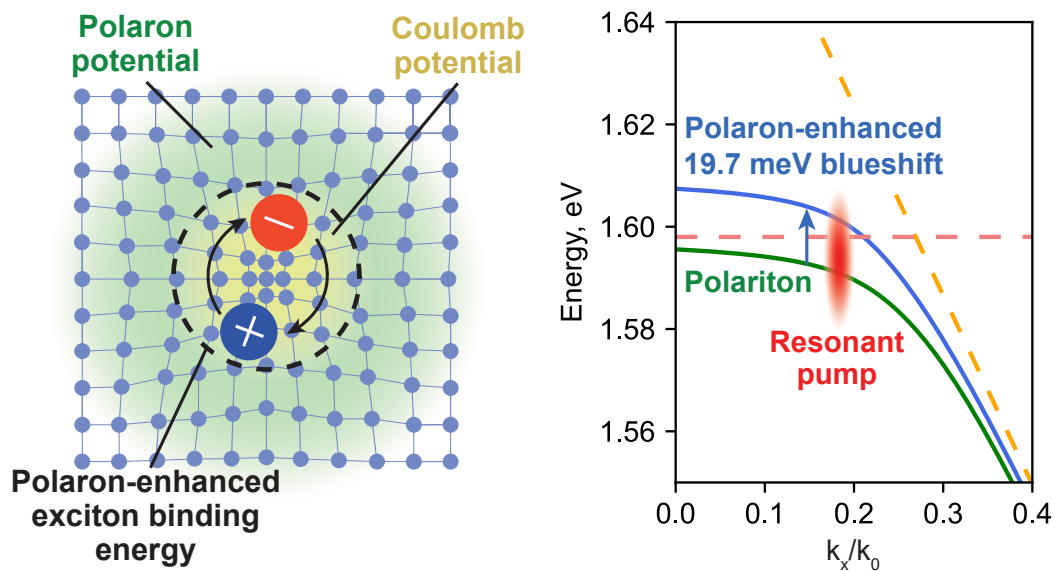 Polaron
potential
Coulomb
potential
−
+
Polaron-enhanced
exciton binding
energy
Energy, eV
1.64
1.62
1.60
1.58
1.56
Polaron-enhanced
19.7 meV blueshift
Polariton
Resonant
pump
0.0 0.1 0.2 0.3 0.4
kx/k0